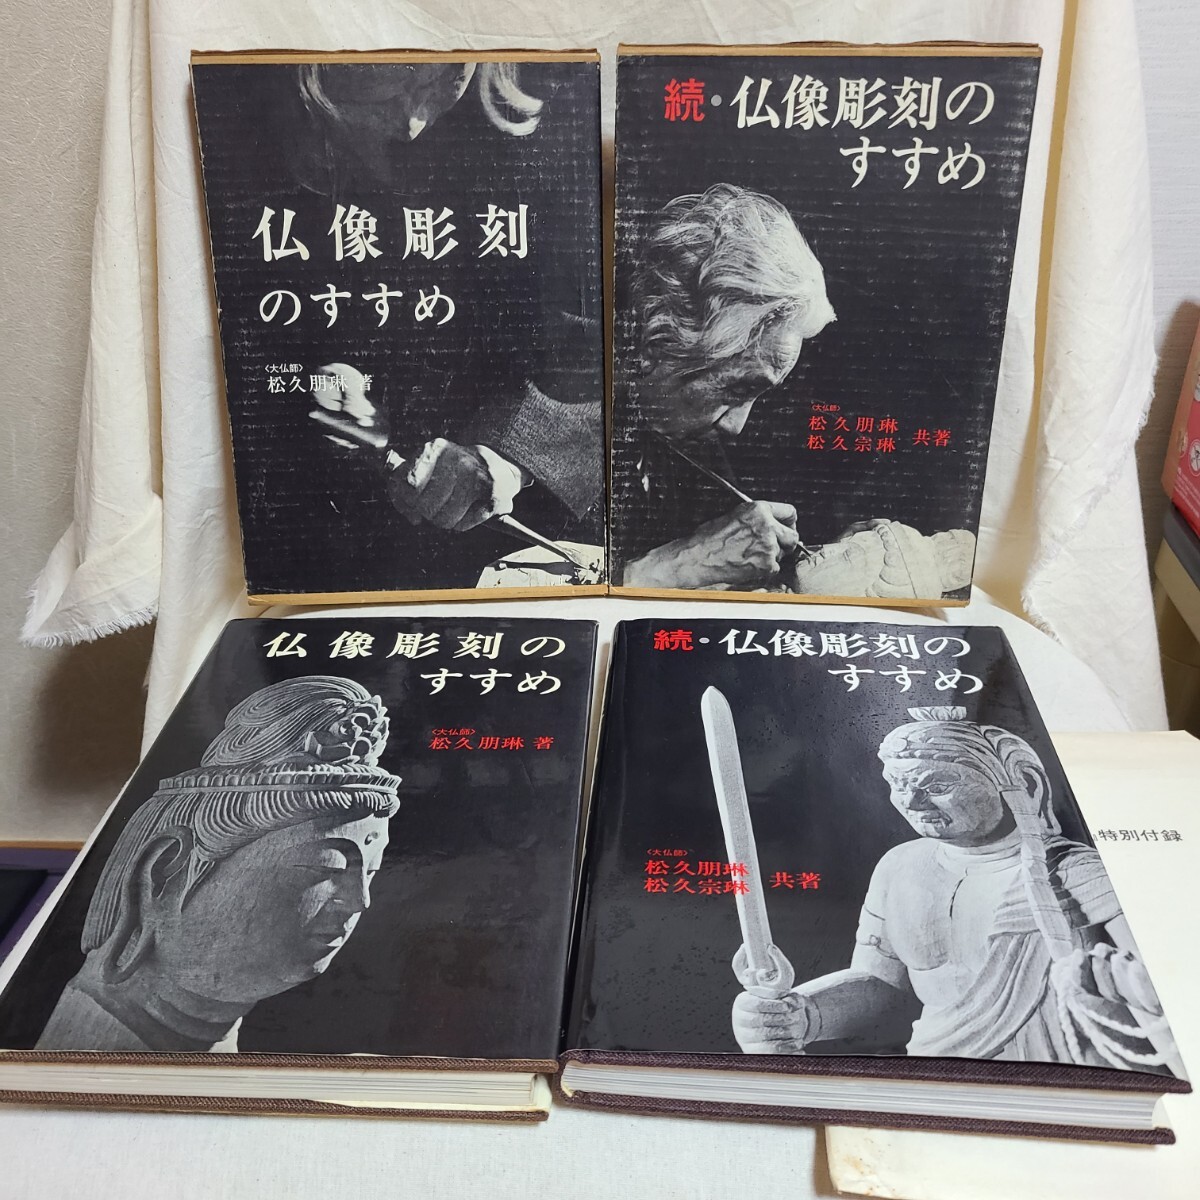 仏像彫刻
のすすめ
〈大仏師〉
松久朋琳 著
続・仏像彫刻の
すすめ
〈大仏師〉
松久朋琳
松久宗琳 共著
仏像彫刻の
すすめ
〈大仏師〉
松久朋琳 著
続・仏像彫刻の
すすめ
〈大仏師〉
松久朋琳
松久宗琳 共著
特別付録